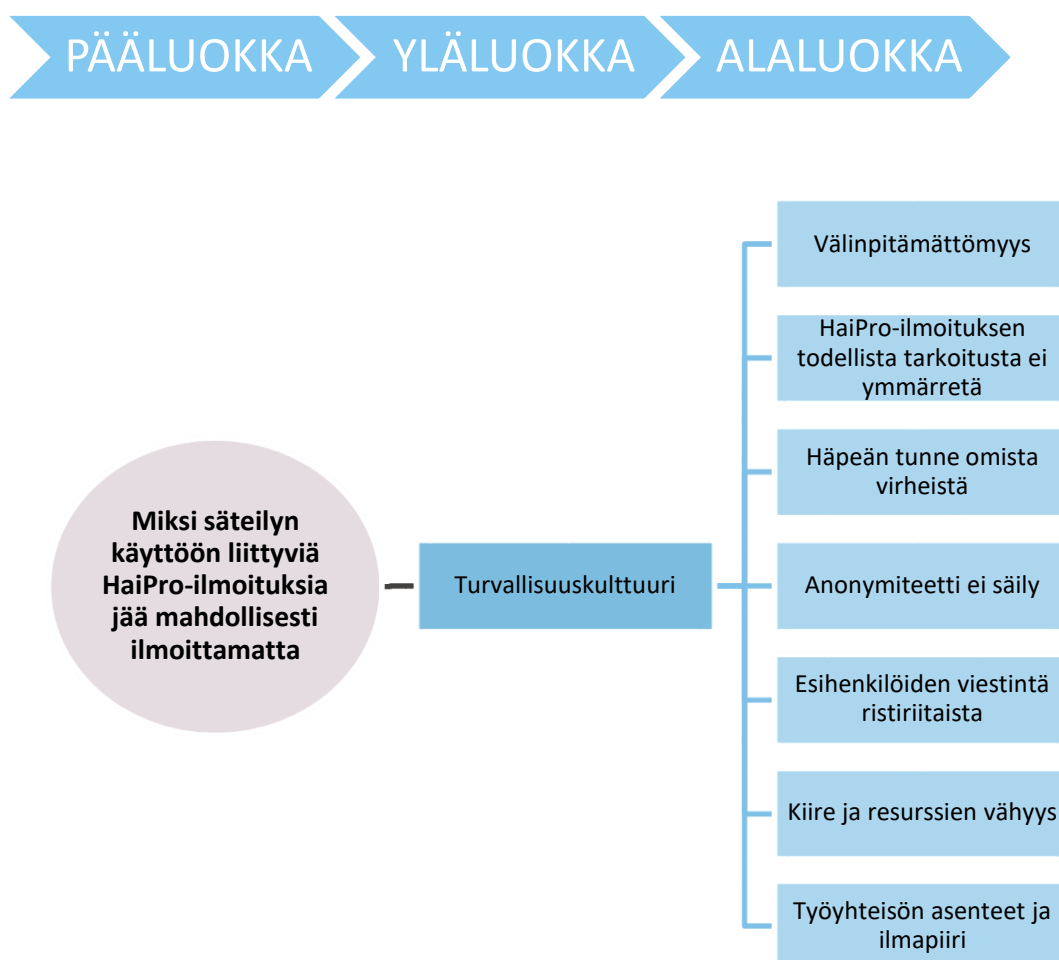 PÄÄLUOKKA
YLÄLUOKKA
ALALUOKKA
Miksi säteilyn
käyttöön liittyviä
HaiPro-ilmoituksia
jää mahdollisesti
ilmoittamatta
Turvallisuuskulttuuri
Välinpitämättömyys
HaiPro-ilmoituksen
todellista tarkoitusta ei
ymmärretä
Häpeän tunne omista
virheistä
Anonymiteetti ei säily
Esihenkilöiden viestintä
ristiriitaista
Kiire ja resurssien vähyys
Työyhteisön asenteet ja
ilmapiiri